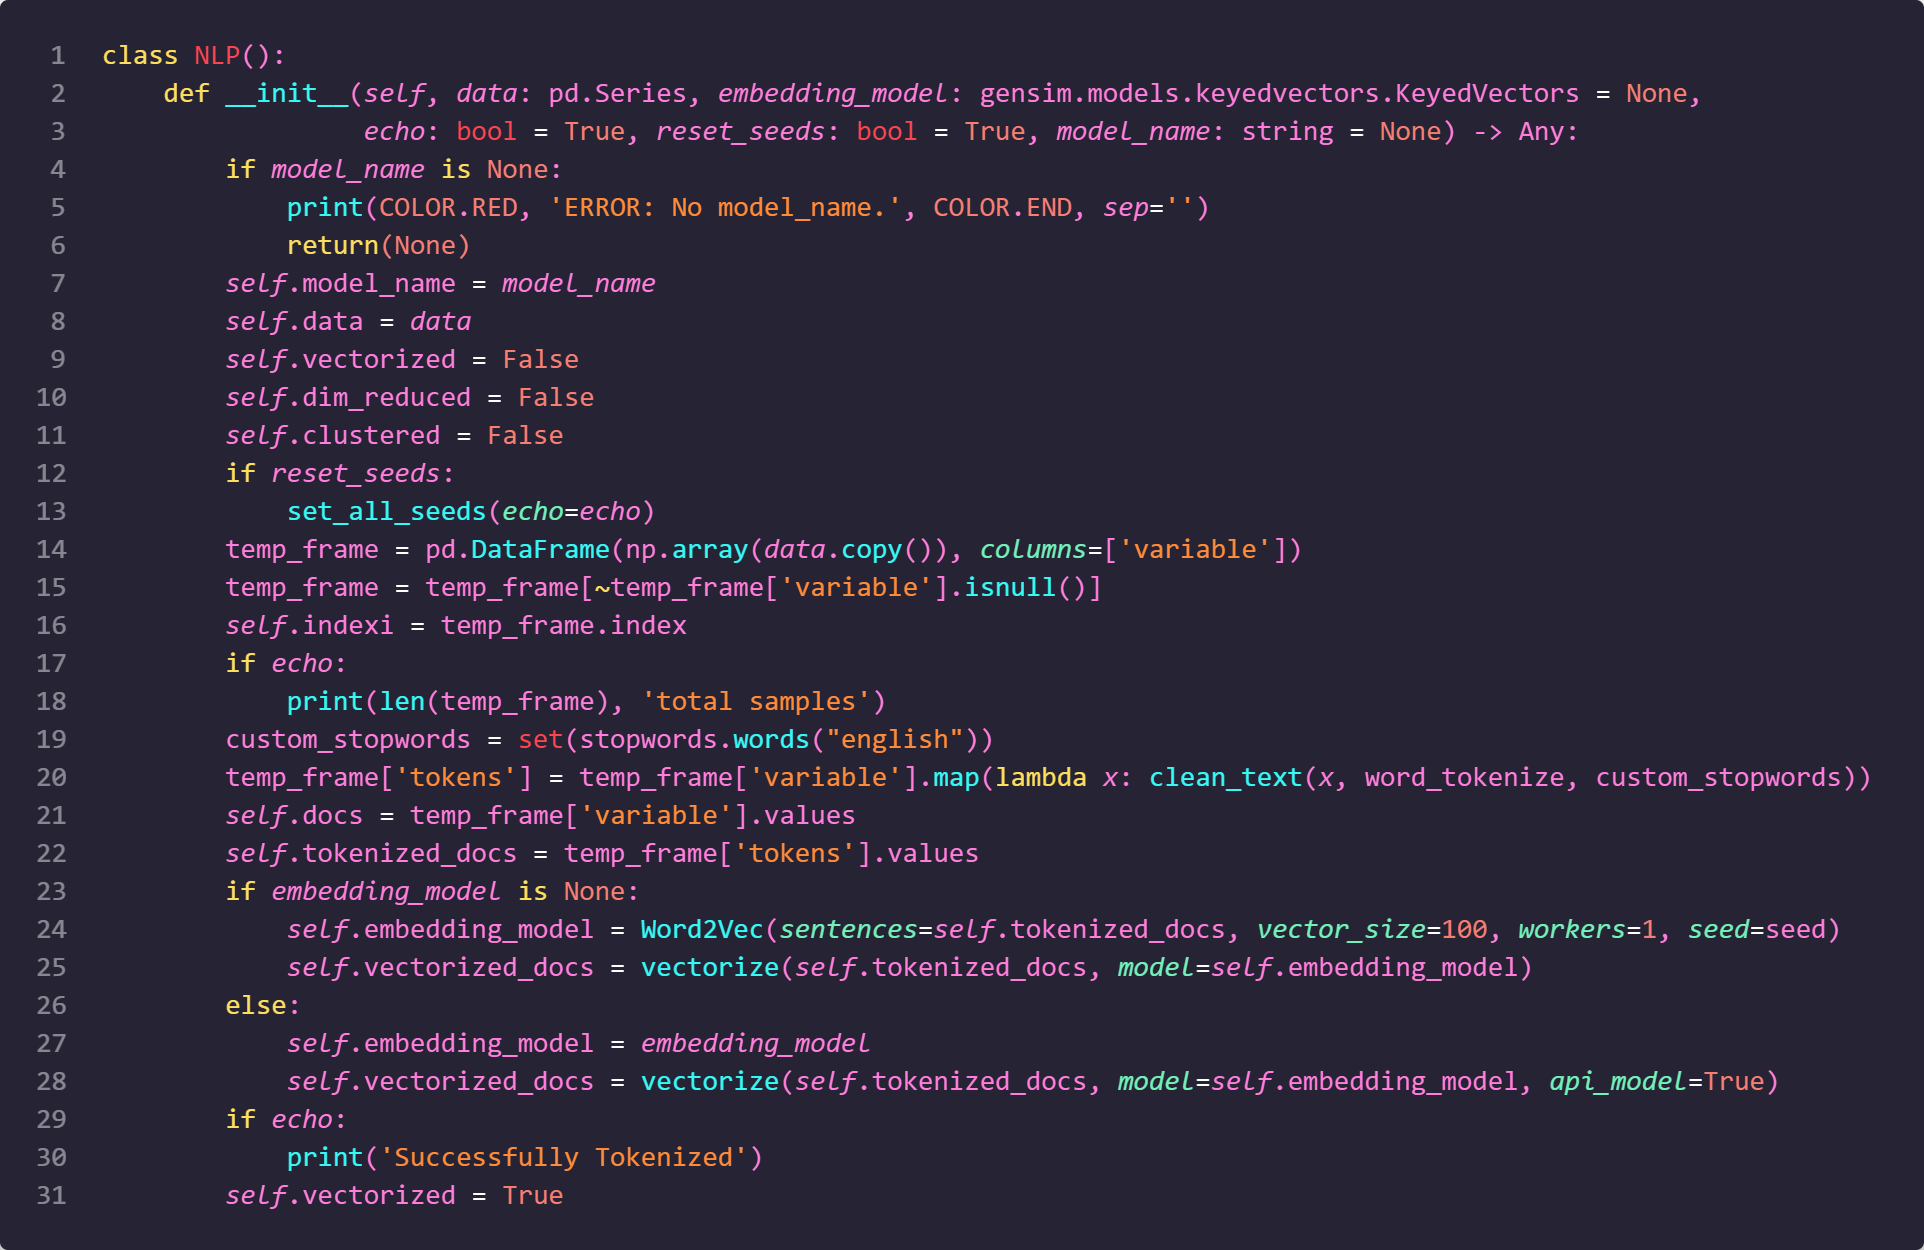 1 class NLP():
2     def __init__(self, data: pd.Series, embedding_model: gensim.models.keyedvectors.KeyedVectors = None,
3                  echo: bool = True, reset_seeds: bool = True, model_name: string = None) -> Any:
4         if model_name is None:
5             print(COLOR.RED, 'ERROR: No model_name.', COLOR.END, sep='')
6             return(None)
7         self.model_name = model_name
8         self.data = data
9         self.vectorized = False
10         self.dim_reduced = False
11         self.clustered = False
12         if reset_seeds:
13             set_all_seeds(echo=echo)
14         temp_frame = pd.DataFrame(np.array(data.copy()), columns=['variable'])
15         temp_frame = temp_frame[~temp_frame['variable'].isnull()]
16         self.indexi = temp_frame.index
17         if echo:
18             print(len(temp_frame), 'total samples')
19         custom_stopwords = set(stopwords.words("english"))
20         temp_frame['tokens'] = temp_frame['variable'].map(lambda x: clean_text(x, word_tokenize, custom_stopwords))
21         self.docs = temp_frame['variable'].values
22         self.tokenized_docs = temp_frame['tokens'].values
23         if embedding_model is None:
24             self.embedding_model = Word2Vec(sentences=self.tokenized_docs, vector_size=100, workers=1, seed=seed)
25             self.vectorized_docs = vectorize(self.tokenized_docs, model=self.embedding_model)
26         else:
27             self.embedding_model = embedding_model
28             self.vectorized_docs = vectorize(self.tokenized_docs, model=self.embedding_model, api_model=True)
29         if echo:
30             print('Successfully Tokenized')
31         self.vectorized = True